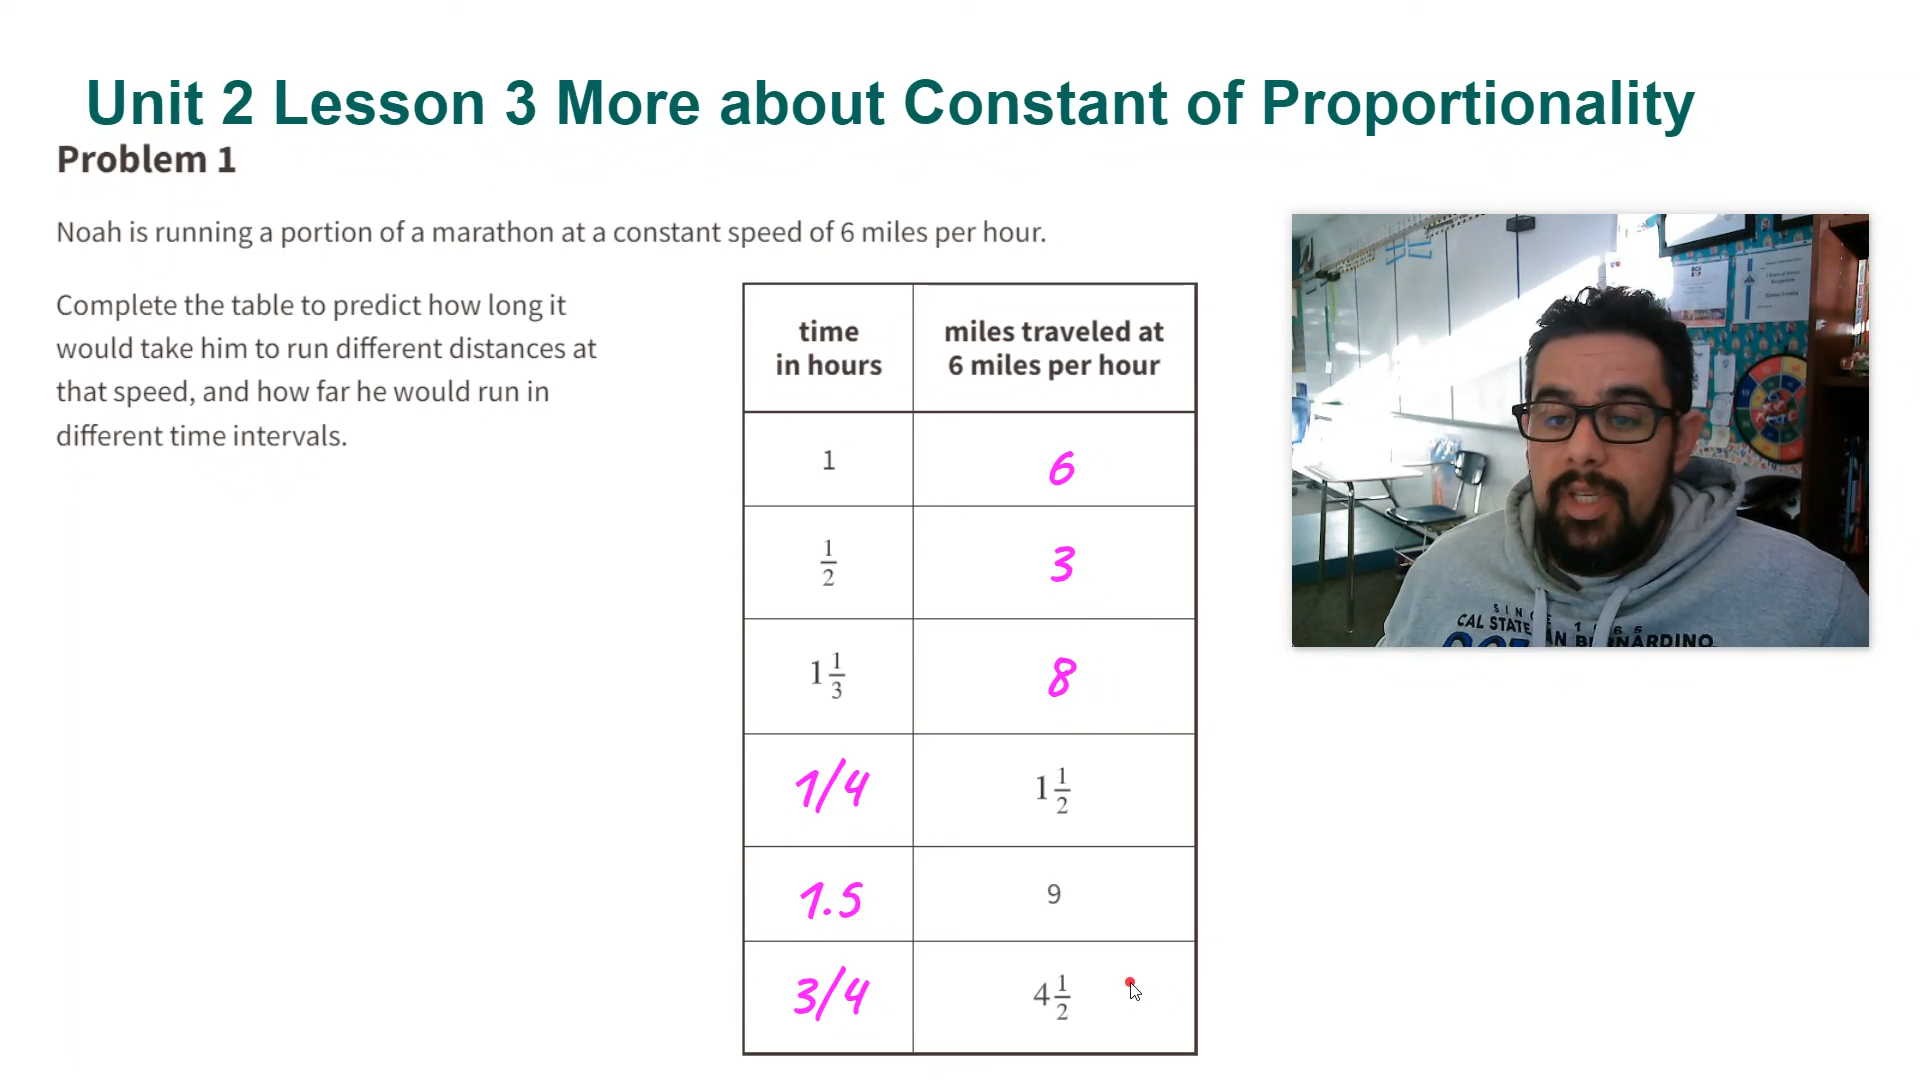 Unit 2 Lesson 3 More about Constant of Proportionality
Problem 1
Noah is running a portion of a marathon at a constant speed of 6 miles per hour.
Complete the table to predict how long it
would take him to run different distances at
that speed, and how far he would run in
different time intervals.
time
in hours
miles traveled at
6 miles per hour
1
6
1/2
3
1 1/3
8
1/4
1 1/2
1.5
9
3/4
4 1/2
CAL STATE